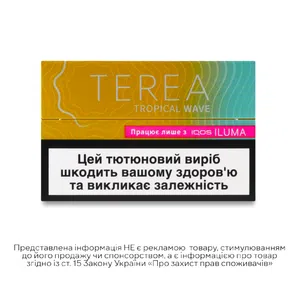 TEREA
TROPICAL WAVE
Працює лише з IQOS ILUMA
Цей тютюновий виріб
шкодить вашому здоров'ю
та викликає залежність
Представлена інформація НЕ є рекламою товару, стимулюванням
до його продажу чи спонсорством, а є інформацією про товар
згідно із ст. 15 Закону України «Про захист прав споживачів»